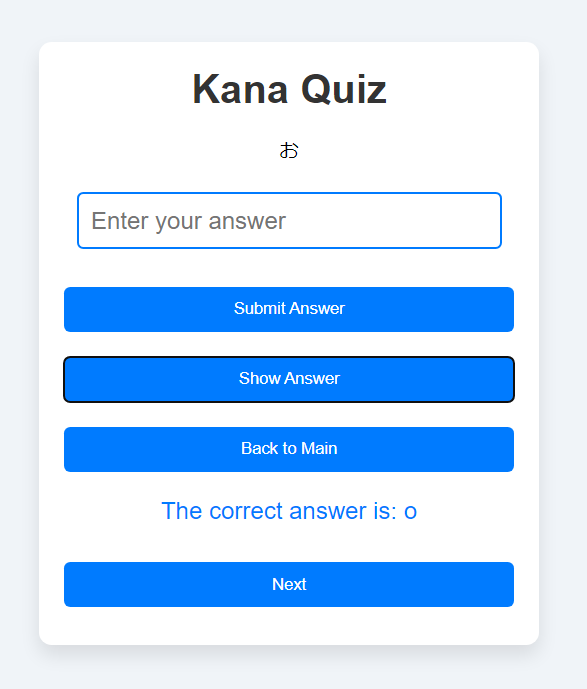 Kana Quiz
お
Enter your answer
Submit Answer
Show Answer
Back to Main
The correct answer is: o
Next